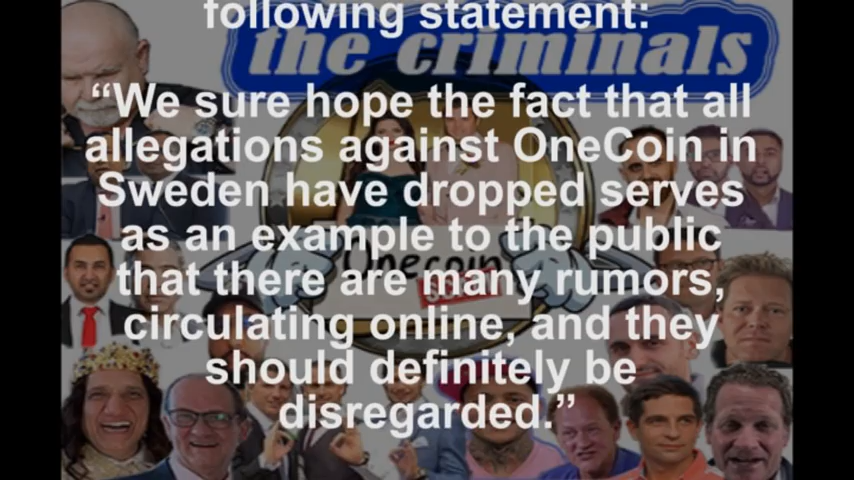 following statement:
the criminals
“We sure hope the fact that all
allegations against OneCoin in
Sweden have dropped serves
as an example to the public
Onecoin
that there are many rumors,
circulating online, and they
should definitely be
disregarded.”